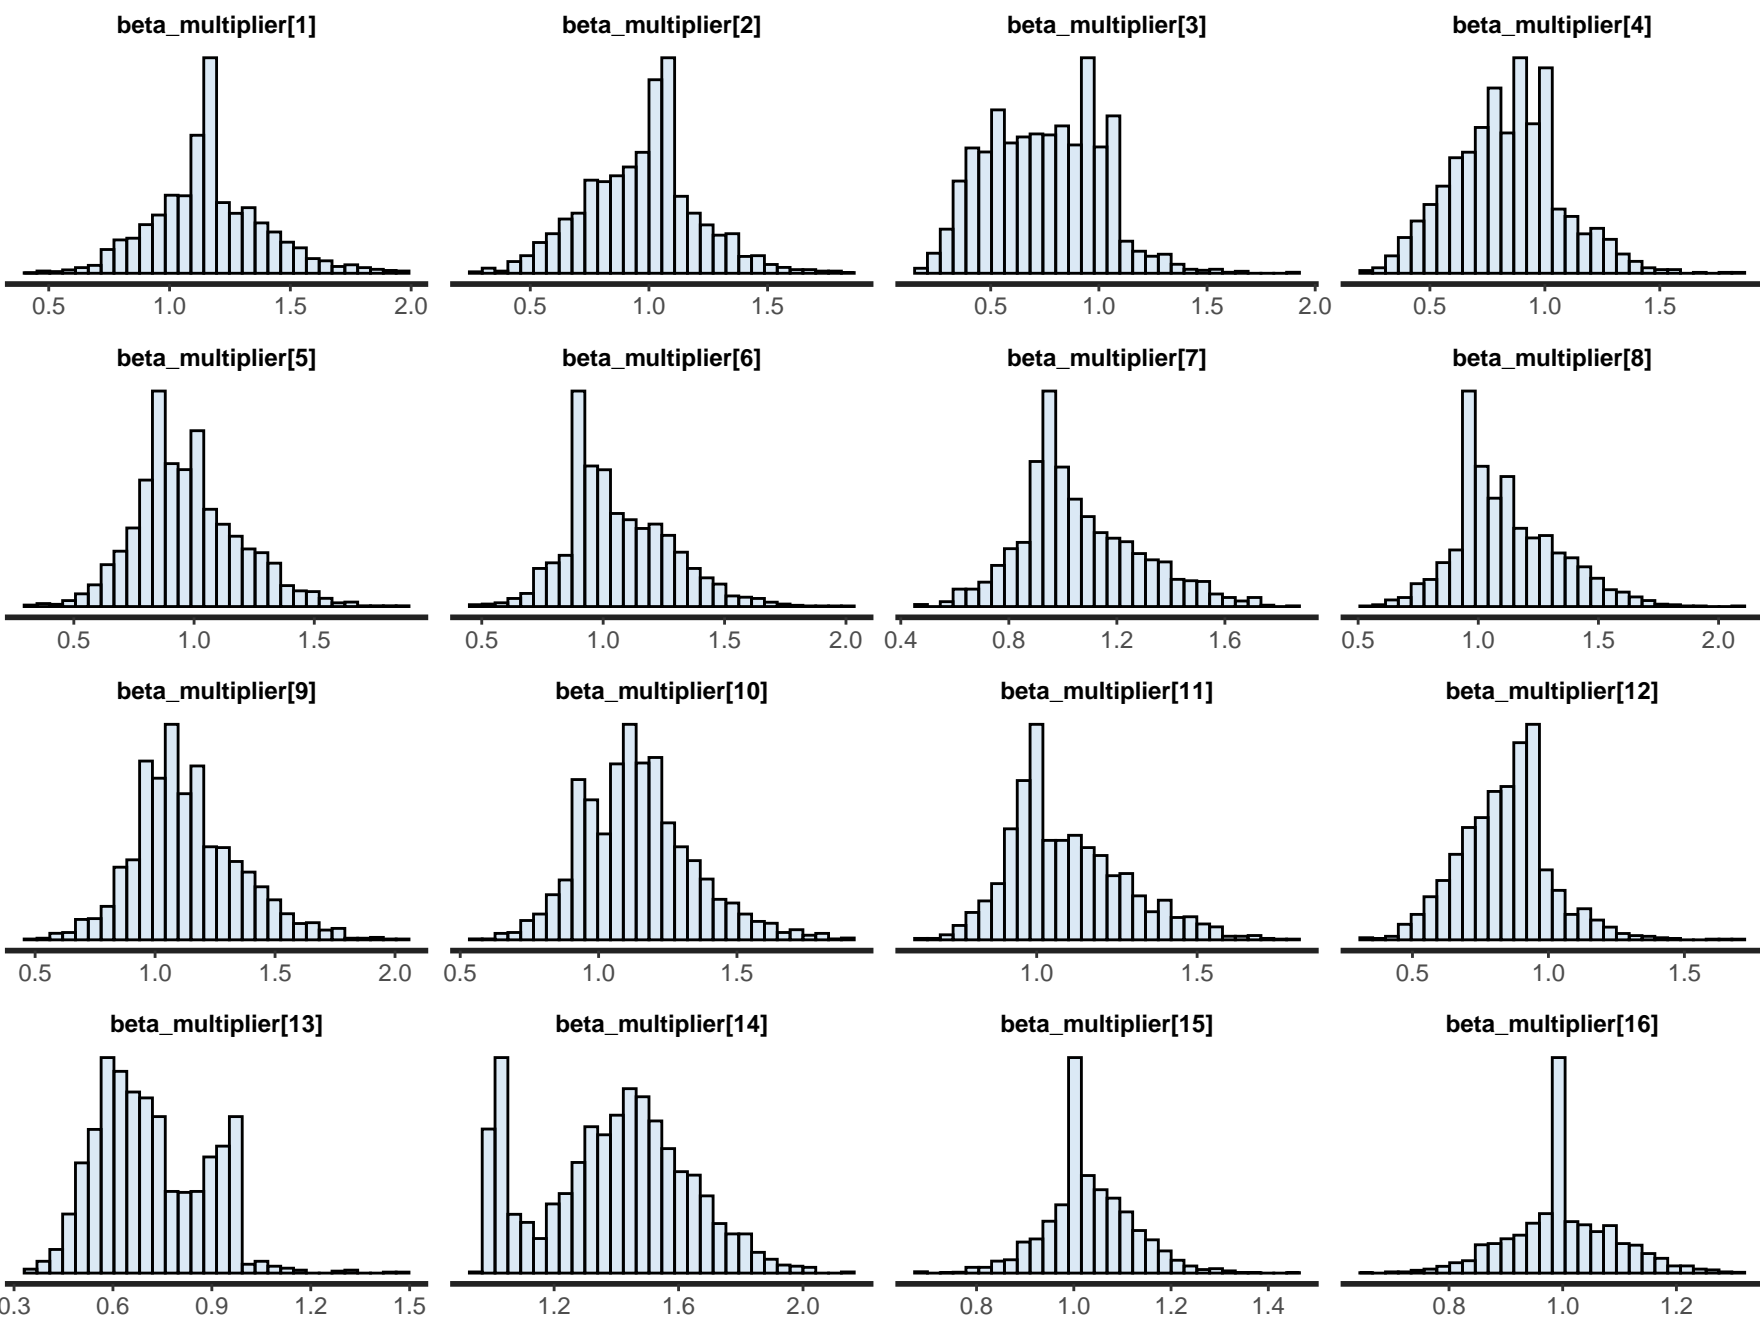 beta_multiplier[1] beta_multiplier[2] beta_multiplier[3] beta_multiplier[4]
0.5 1.0 1.5 2.0 0.5 1.0 1.5 0.5 1.0 1.5 2.0 0.5 1.0 1.5
beta_multiplier[5] beta_multiplier[6] beta_multiplier[7] beta_multiplier[8]
0.5 1.0 1.5 0.5 1.0 1.5 2.0 0.4 0.8 1.2 1.6 0.5 1.0 1.5 2.0
beta_multiplier[9] beta_multiplier[10] beta_multiplier[11] beta_multiplier[12]
0.5 1.0 1.5 2.0 0.5 1.0 1.5 1.0 1.5 0.5 1.0 1.5
beta_multiplier[13] beta_multiplier[14] beta_multiplier[15] beta_multiplier[16]
0.3 0.6 0.9 1.2 1.5 1.2 1.6 2.0 0.8 1.0 1.2 1.4 0.8 1.0 1.2